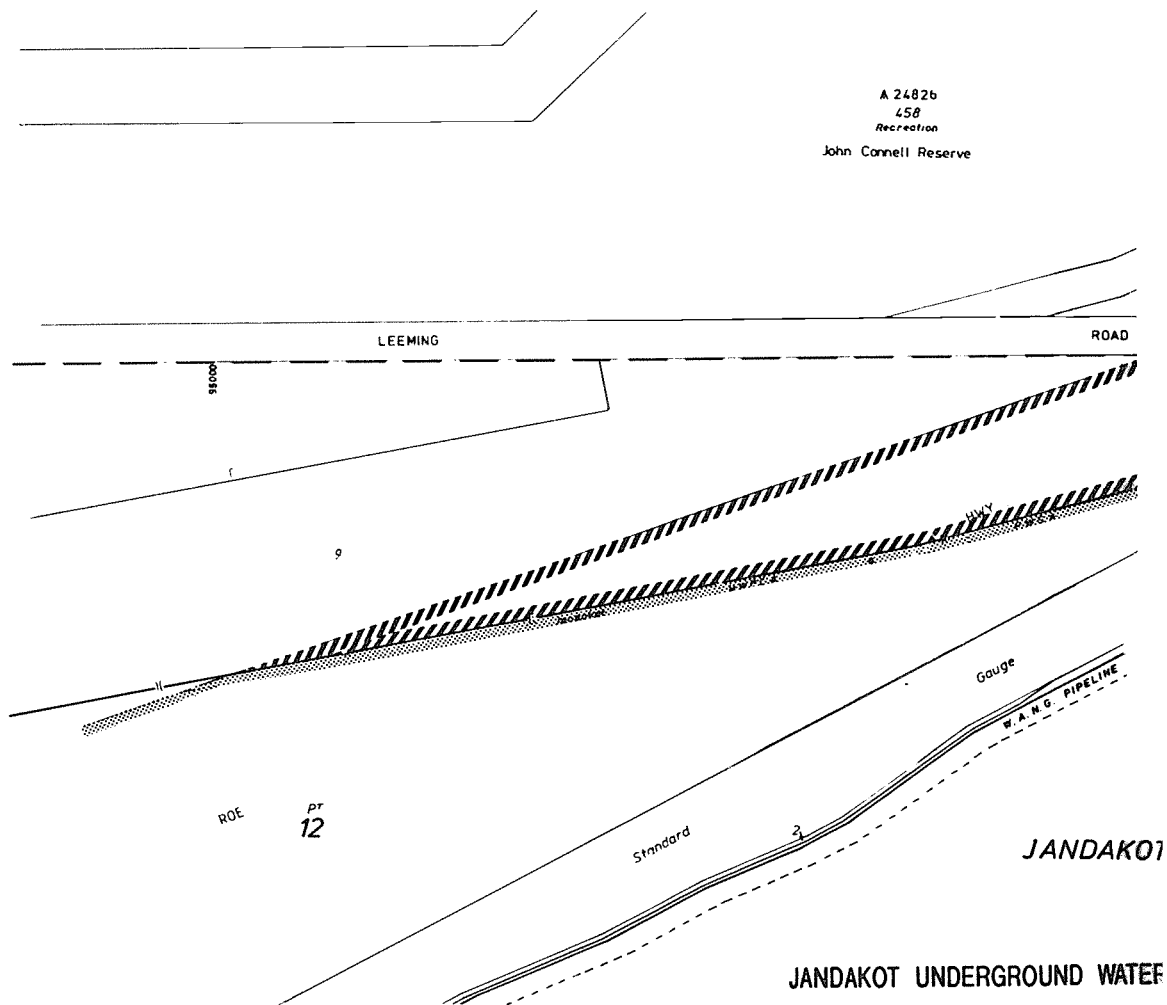 A 24826
458
Recreation
John Connell Reserve
LEEMING ROAD
95000
9
HWY
Gauge
W.A.N.G. PIPELINE
ROE
PT
12
Standard
2
JANDAKOT
JANDAKOT UNDERGROUND WATER